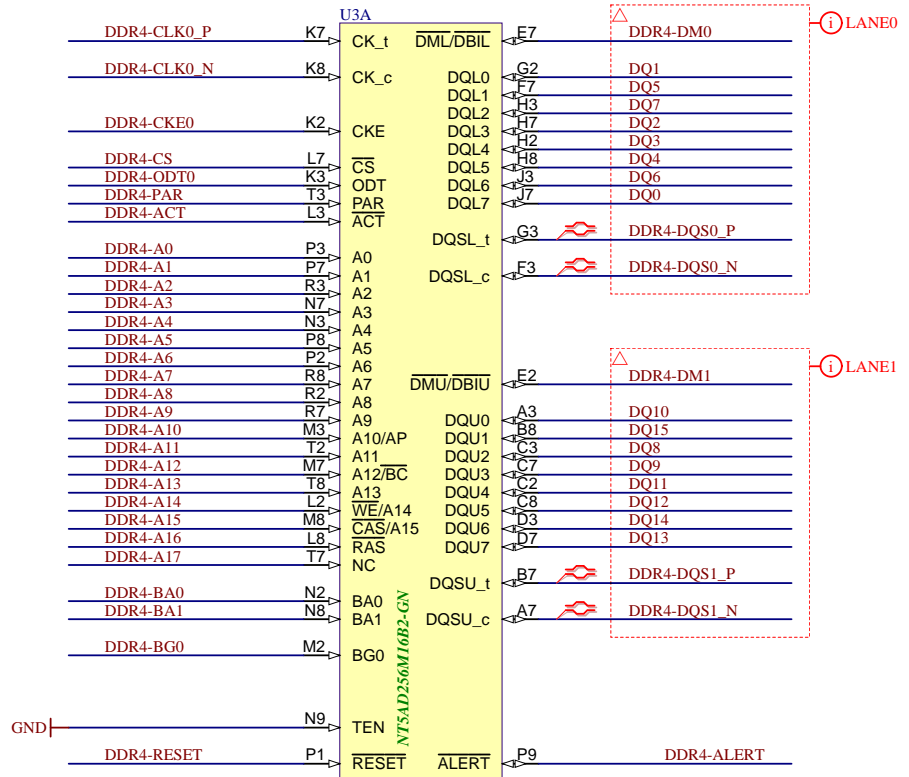 U3A
DDR4-CLK0_P K7 CK_t DML/DBIL E7 DDR4-DM0 i LANE0
DDR4-CLK0_N K8 CK_c DQL0 G2 DQ1
DQL1 F7 DQ5
DQL2 H3 DQ7
DDR4-CKE0 K2 CKE DQL3 H7 DQ2
DQL4 H2 DQ3
DDR4-CS L7 CS DQL5 H8 DQ4
DDR4-ODT0 K3 ODT DQL6 J3 DQ6
DDR4-PAR T3 PAR DQL7 J7 DQ0
DDR4-ACT L3 ACT
DQSL_t G3 DDR4-DQS0_P
DDR4-A0 P3 A0
DDR4-A1 P7 A1 DQSL_c F3 DDR4-DQS0_N
DDR4-A2 R3 A2
DDR4-A3 N7 A3
DDR4-A4 N3 A4
DDR4-A5 P8 A5
DDR4-A6 P2 A6 i LANE1
DDR4-A7 R8 A7 DMU/DBIU E2 DDR4-DM1
DDR4-A8 R2 A8
DDR4-A9 R7 A9 DQU0 A3 DQ10
DDR4-A10 M3 A10/AP DQU1 B8 DQ15
DDR4-A11 T2 A11 DQU2 C3 DQ8
DDR4-A12 M7 A12/BC DQU3 C7 DQ9
DDR4-A13 T8 A13 DQU4 C2 DQ11
DDR4-A14 L2 WE/A14 DQU5 C8 DQ12
DDR4-A15 M8 CAS/A15 DQU6 D3 DQ14
DDR4-A16 L8 RAS DQU7 D7 DQ13
DDR4-A17 T7 NC
DQSU_t B7 DDR4-DQS1_P
DDR4-BA0 N2 BA0
DDR4-BA1 N8 BA1 DQSU_c A7 DDR4-DQS1_N
DDR4-BG0 M2 BG0
NT5AD256M16B2-GN
GND N9 TEN
DDR4-RESET P1 RESET ALERT P9 DDR4-ALERT